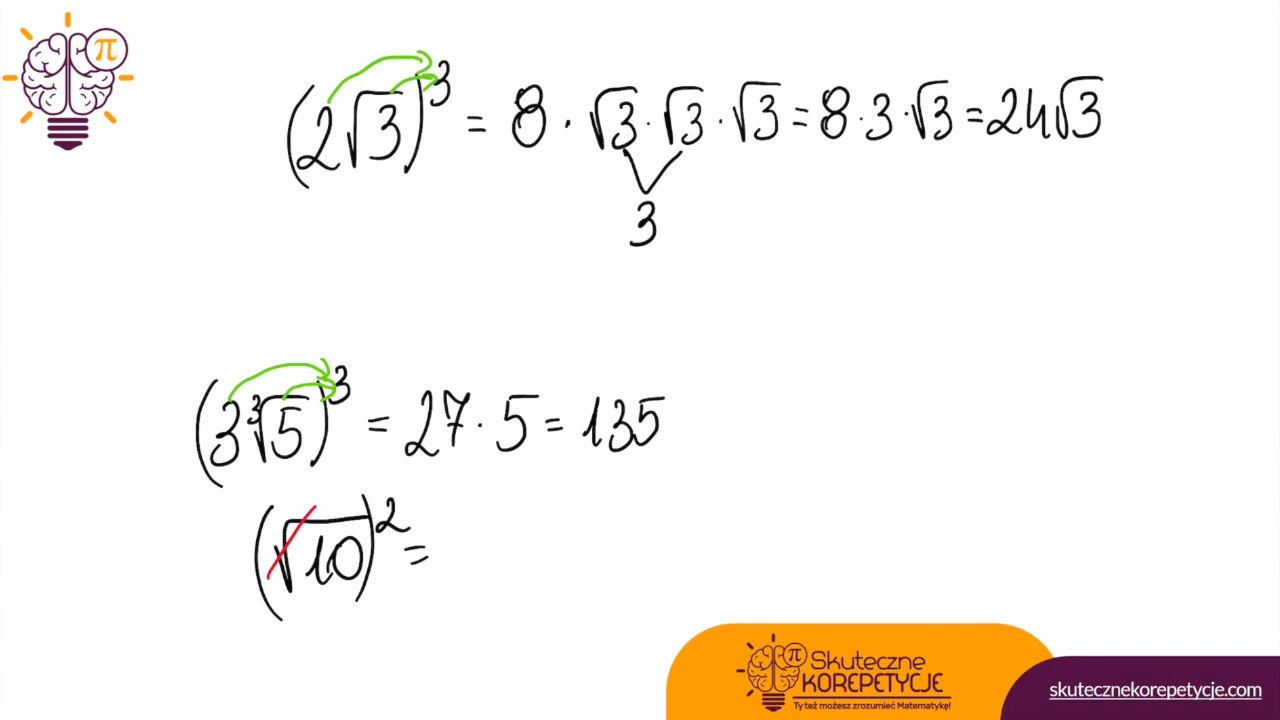 π
(2√3)³ = 8 · √3 · √3 · √3 = 8 · 3 · √3 = 24√3
3
(3∛5)³ = 27 · 5 = 135
(√10)² =
π
Skuteczne
KOREPETYCJE
Ty też możesz zrozumieć Matematykę!
skutecznekorepetycje.com